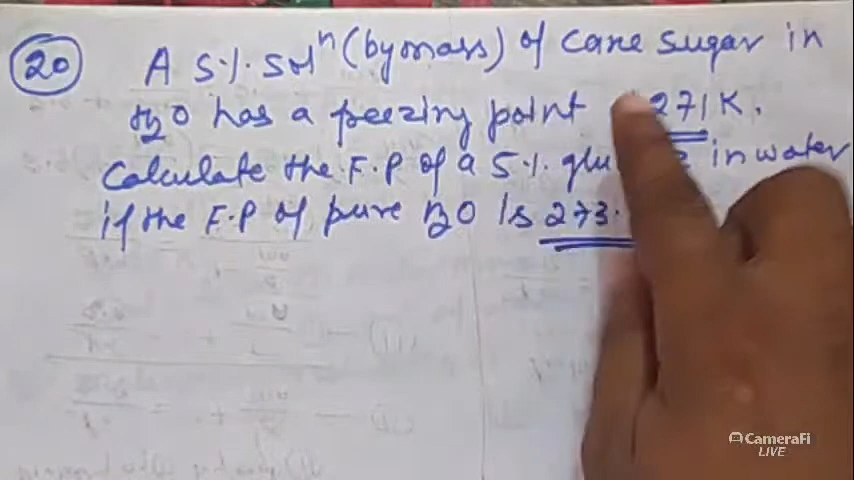 20 A 5% solⁿ (by mass) of cane sugar in
H2O has a freezing point 271 K.
Calculate the F.P of a 5% glu in water
if the F.P of pure H2O is 273.
CameraFi
LIVE